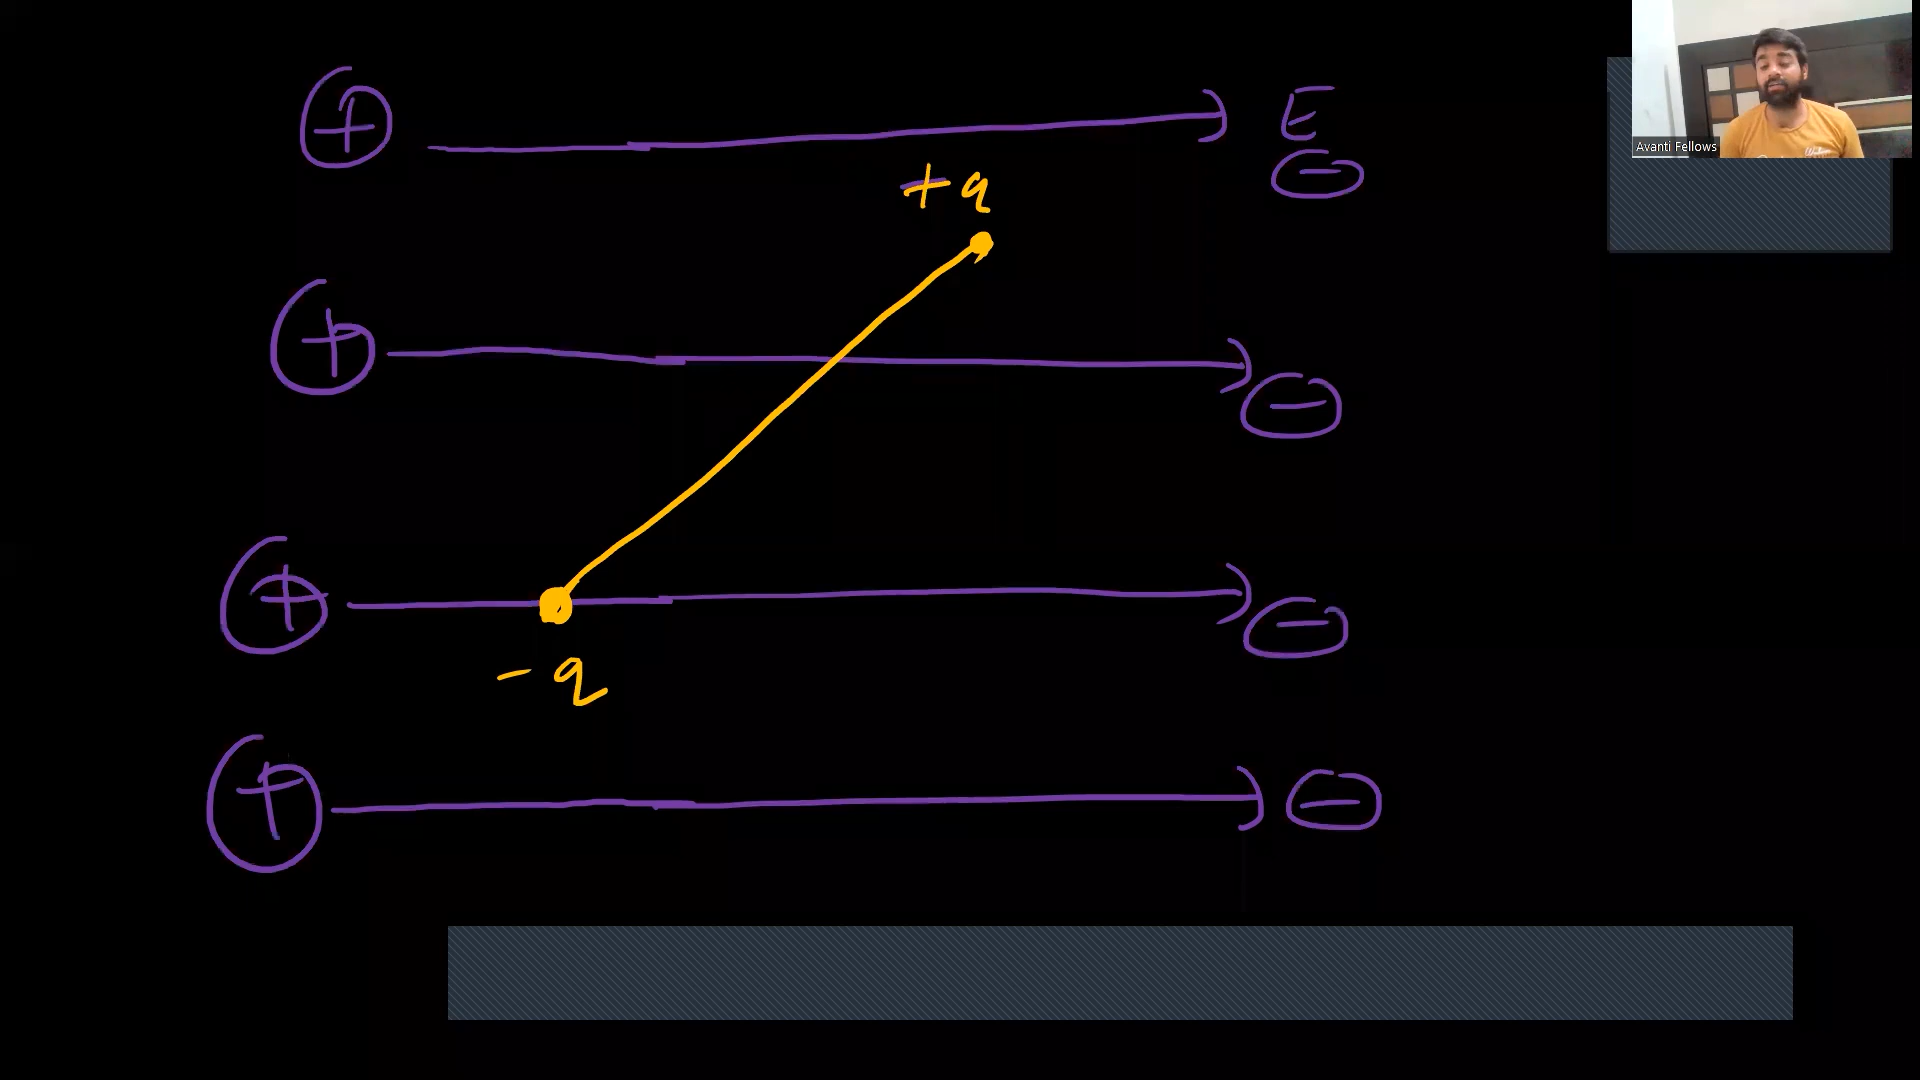 + E
Avanti Fellows
-
+q
+ -
+ -
-q
+ -